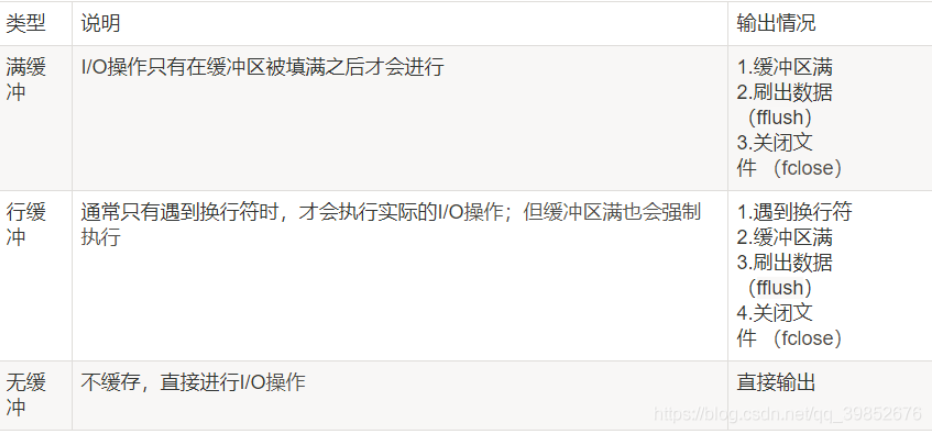 类型
说明
输出情况
满缓
冲
I/O操作只有在缓冲区被填满之后才会进行
1.缓冲区满
2.刷出数据
（fflush）
3.关闭文
件 （fclose）
行缓
冲
通常只有遇到换行符时，才会执行实际的I/O操作；但缓冲区满也会强制
执行
1.遇到换行符
2.缓冲区满
3.刷出数据
（fflush）
4.关闭文
件 （fclose）
无缓
冲
不缓存，直接进行I/O操作
直接输出
https://blog.csdn.net/qq_39852676